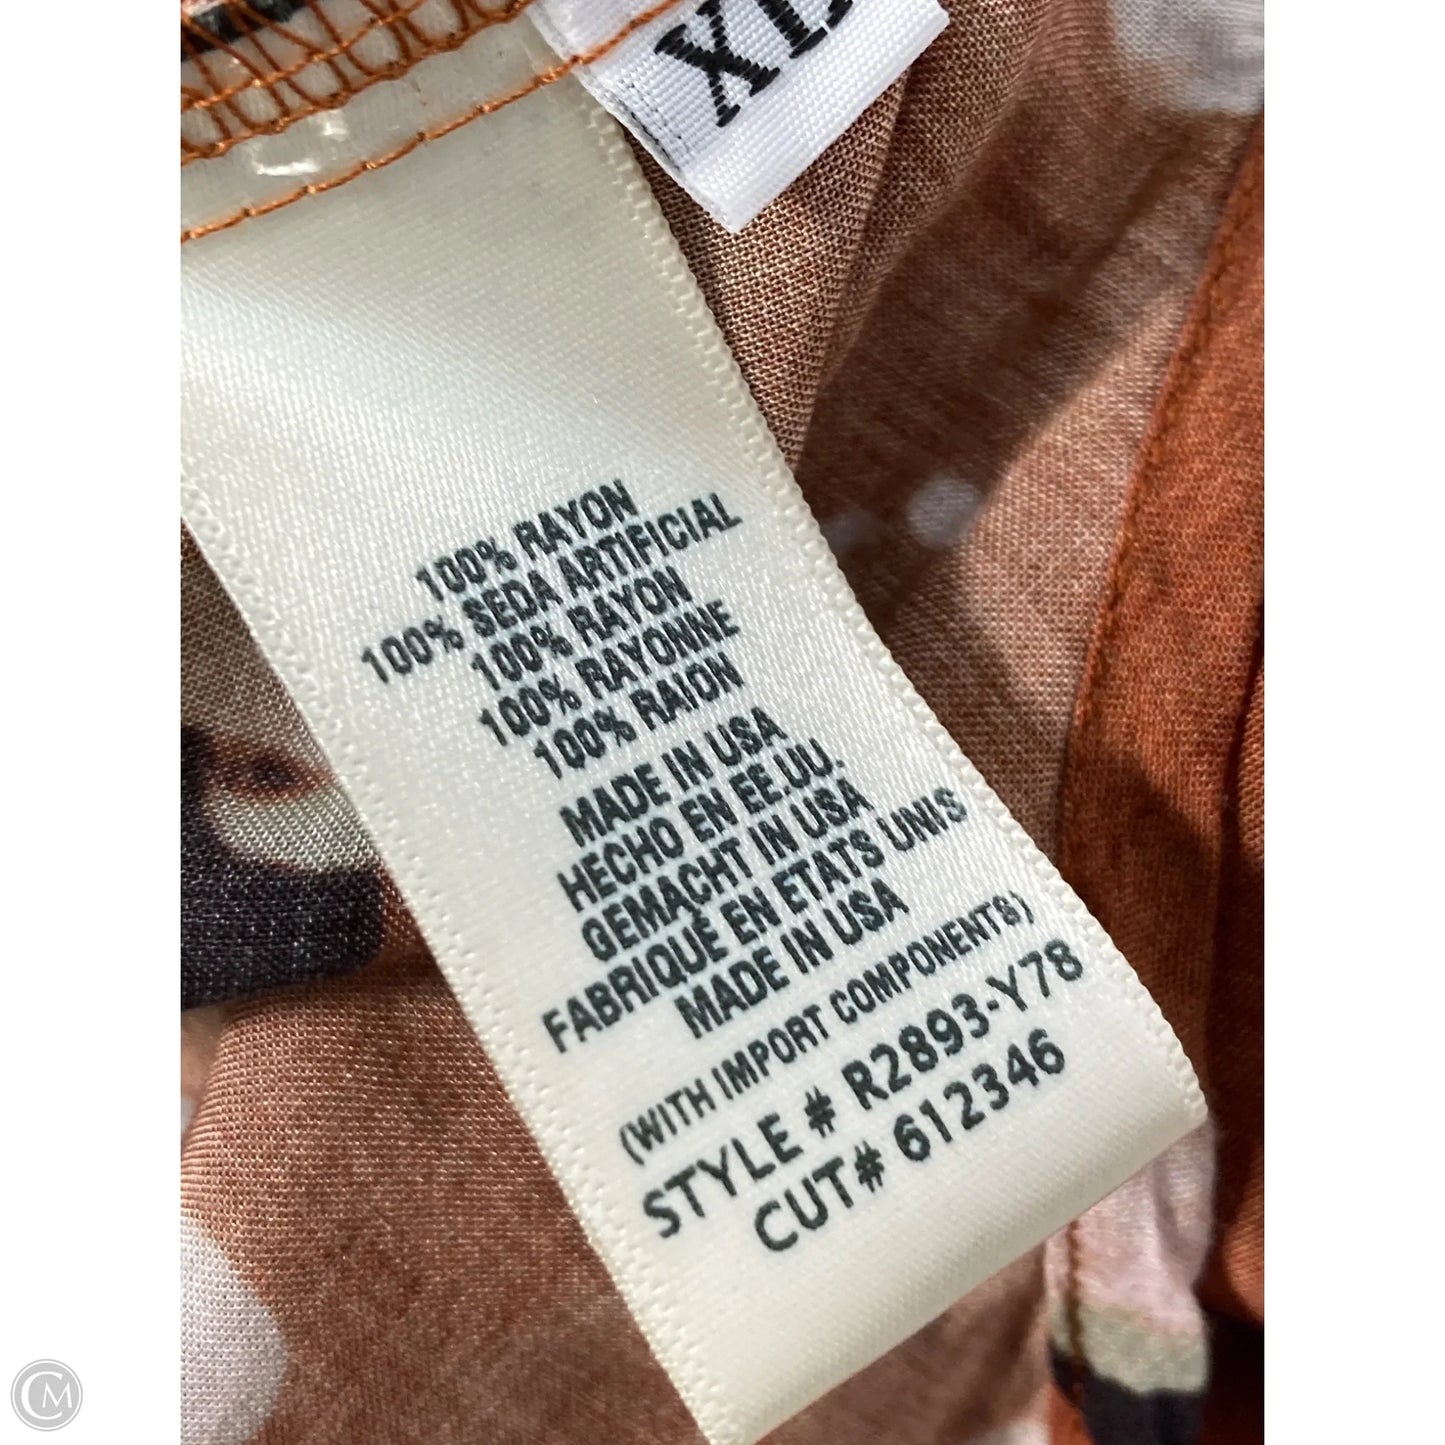 XL
100% RAYON
100% SEDA ARTIFICIAL
100% RAYON
100% RAYONNE
100% RAION
MADE IN USA
HECHO EN EE.UU.
GEMACHT IN USA
FABRIQUÉ EN ETATS UNIS
MADE IN USA
(WITH IMPORT COMPONENTS)
STYLE # R2893-Y78
CUT# 612346
CM